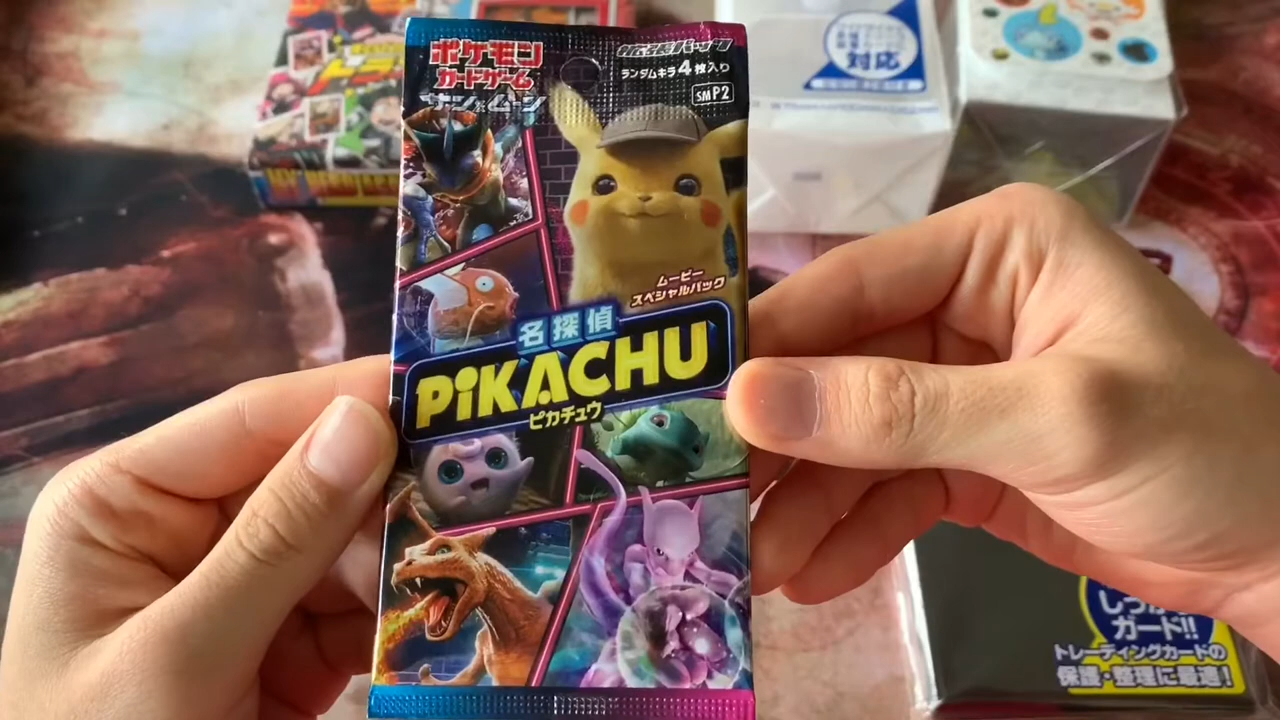 ポケモン
カードゲーム
サン&ムーン
拡張パック
ランダムキラ4枚入り
SMP2
ムービー
スペシャルパック
名探偵
PiKACHU
ピカチュウ
対応
ガード!!
トレーディングカードの
保護・整理に最適!